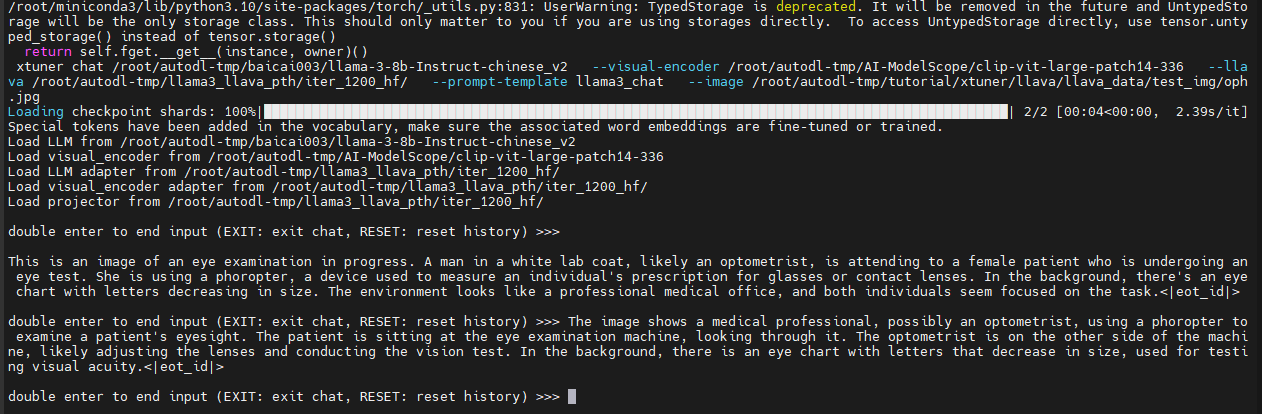 /root/miniconda3/lib/python3.10/site-packages/torch/_utils.py:831: UserWarning: TypedStorage is deprecated. It will be removed in the future and UntypedSto
rage will be the only storage class. This should only matter to you if you are using storages directly.  To access UntypedStorage directly, use tensor.unty
ped_storage() instead of tensor.storage()
  return self.fget.__get__(instance, owner)()
 xtuner chat /root/autodl-tmp/baicai003/llama-3-8b-Instruct-chinese_v2   --visual-encoder /root/autodl-tmp/AI-ModelScope/clip-vit-large-patch14-336   --lla
va /root/autodl-tmp/llama3_llava_pth/iter_1200_hf/   --prompt-template llama3_chat   --image /root/autodl-tmp/tutorial/xtuner/llava/llava_data/test_img/oph
.jpg
Loading checkpoint shards: 100%|██████████| 2/2 [00:04<00:00,  2.39s/it]
Special tokens have been added in the vocabulary, make sure the associated word embeddings are fine-tuned or trained.
Load LLM from /root/autodl-tmp/baicai003/llama-3-8b-Instruct-chinese_v2
Load visual_encoder from /root/autodl-tmp/AI-ModelScope/clip-vit-large-patch14-336
Load LLM adapter from /root/autodl-tmp/llama3_llava_pth/iter_1200_hf/
Load visual_encoder adapter from /root/autodl-tmp/llama3_llava_pth/iter_1200_hf/
Load projector from /root/autodl-tmp/llama3_llava_pth/iter_1200_hf/
double enter to end input (EXIT: exit chat, RESET: reset history) >>>
This is an image of an eye examination in progress. A man in a white lab coat, likely an optometrist, is attending to a female patient who is undergoing an
 eye test. She is using a phoropter, a device used to measure an individual's prescription for glasses or contact lenses. In the background, there's an eye
 chart with letters decreasing in size. The environment looks like a professional medical office, and both individuals seem focused on the task.<|eot_id|>
double enter to end input (EXIT: exit chat, RESET: reset history) >>> The image shows a medical professional, possibly an optometrist, using a phoropter to
 examine a patient's eyesight. The patient is sitting at the eye examination machine, looking through it. The optometrist is on the other side of the machi
ne, likely adjusting the lenses and conducting the vision test. In the background, there is an eye chart with letters that decrease in size, used for testi
ng visual acuity.<|eot_id|>
double enter to end input (EXIT: exit chat, RESET: reset history) >>>